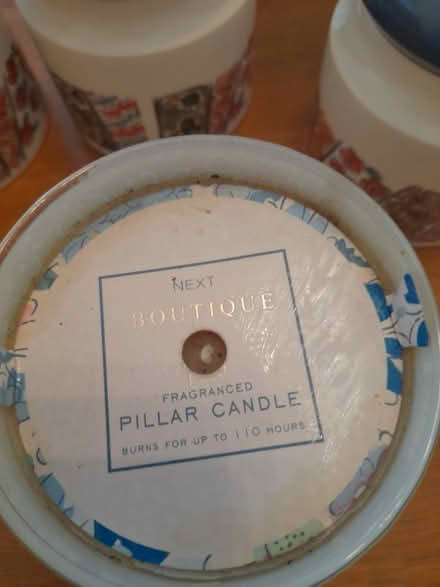 NEXT
BOUTIQUE
FRAGRANCED
PILLAR CANDLE
BURNS FOR UP TO 110 HOURS